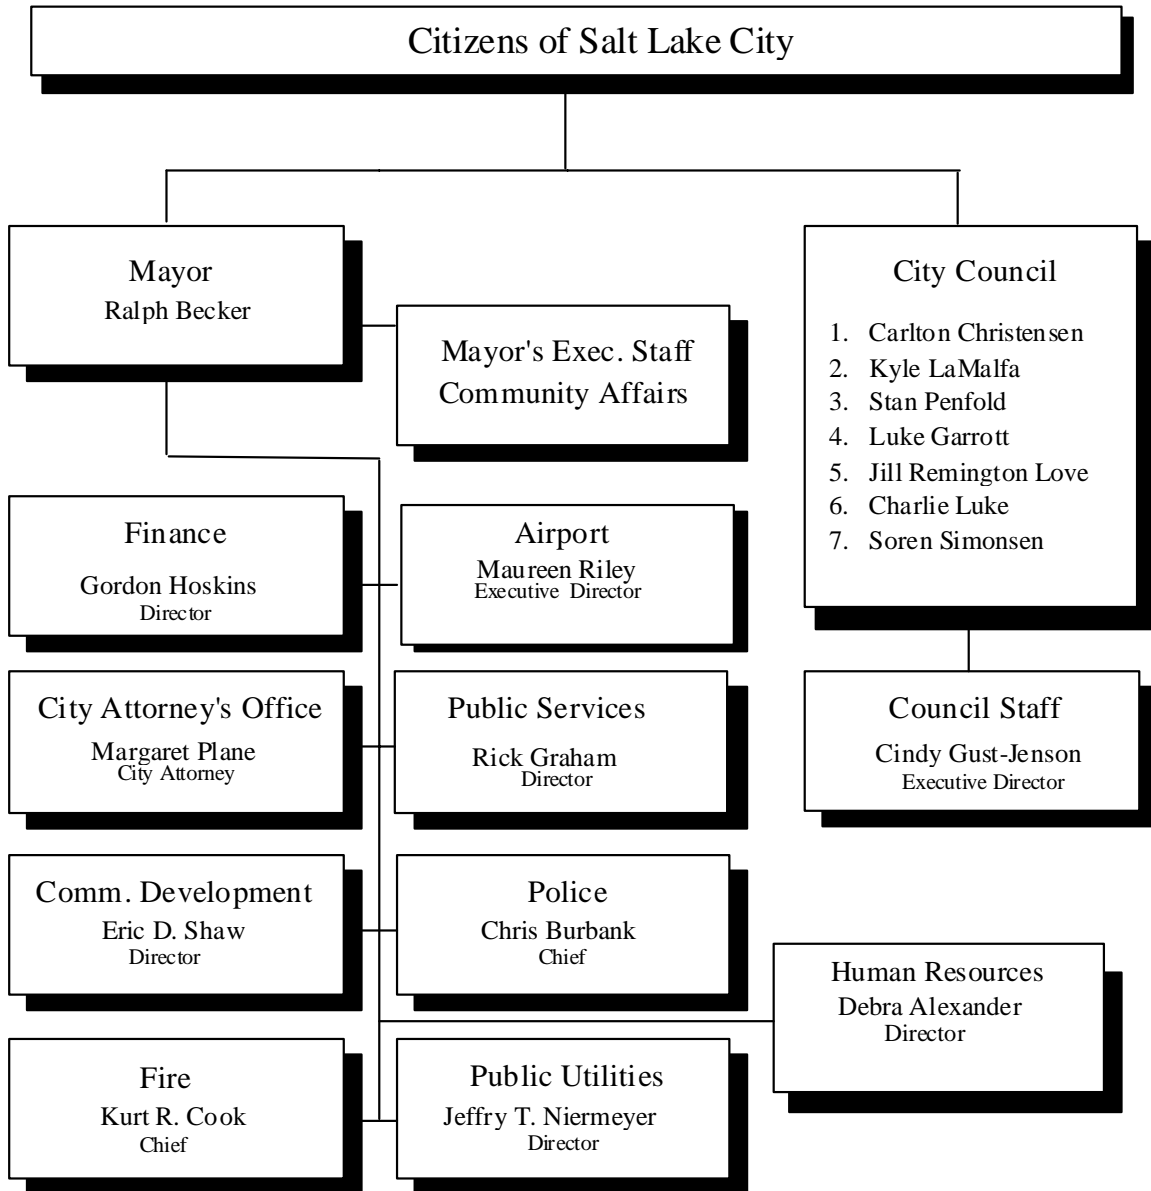 Citizens of Salt Lake City
Mayor
Ralph Becker
Mayor's Exec. Staff
Community Affairs
City Council
1. Carlton Christensen
2. Kyle LaMalfa
3. Stan Penfold
4. Luke Garrott
5. Jill Remington Love
6. Charlie Luke
7. Soren Simonsen
Finance
Gordon Hoskins
Director
Airport
Maureen Riley
Executive Director
City Attorney's Office
Margaret Plane
City Attorney
Public Services
Rick Graham
Director
Council Staff
Cindy Gust-Jenson
Executive Director
Comm. Development
Eric D. Shaw
Director
Police
Chris Burbank
Chief
Human Resources
Debra Alexander
Director
Fire
Kurt R. Cook
Chief
Public Utilities
Jeffry T. Niermeyer
Director